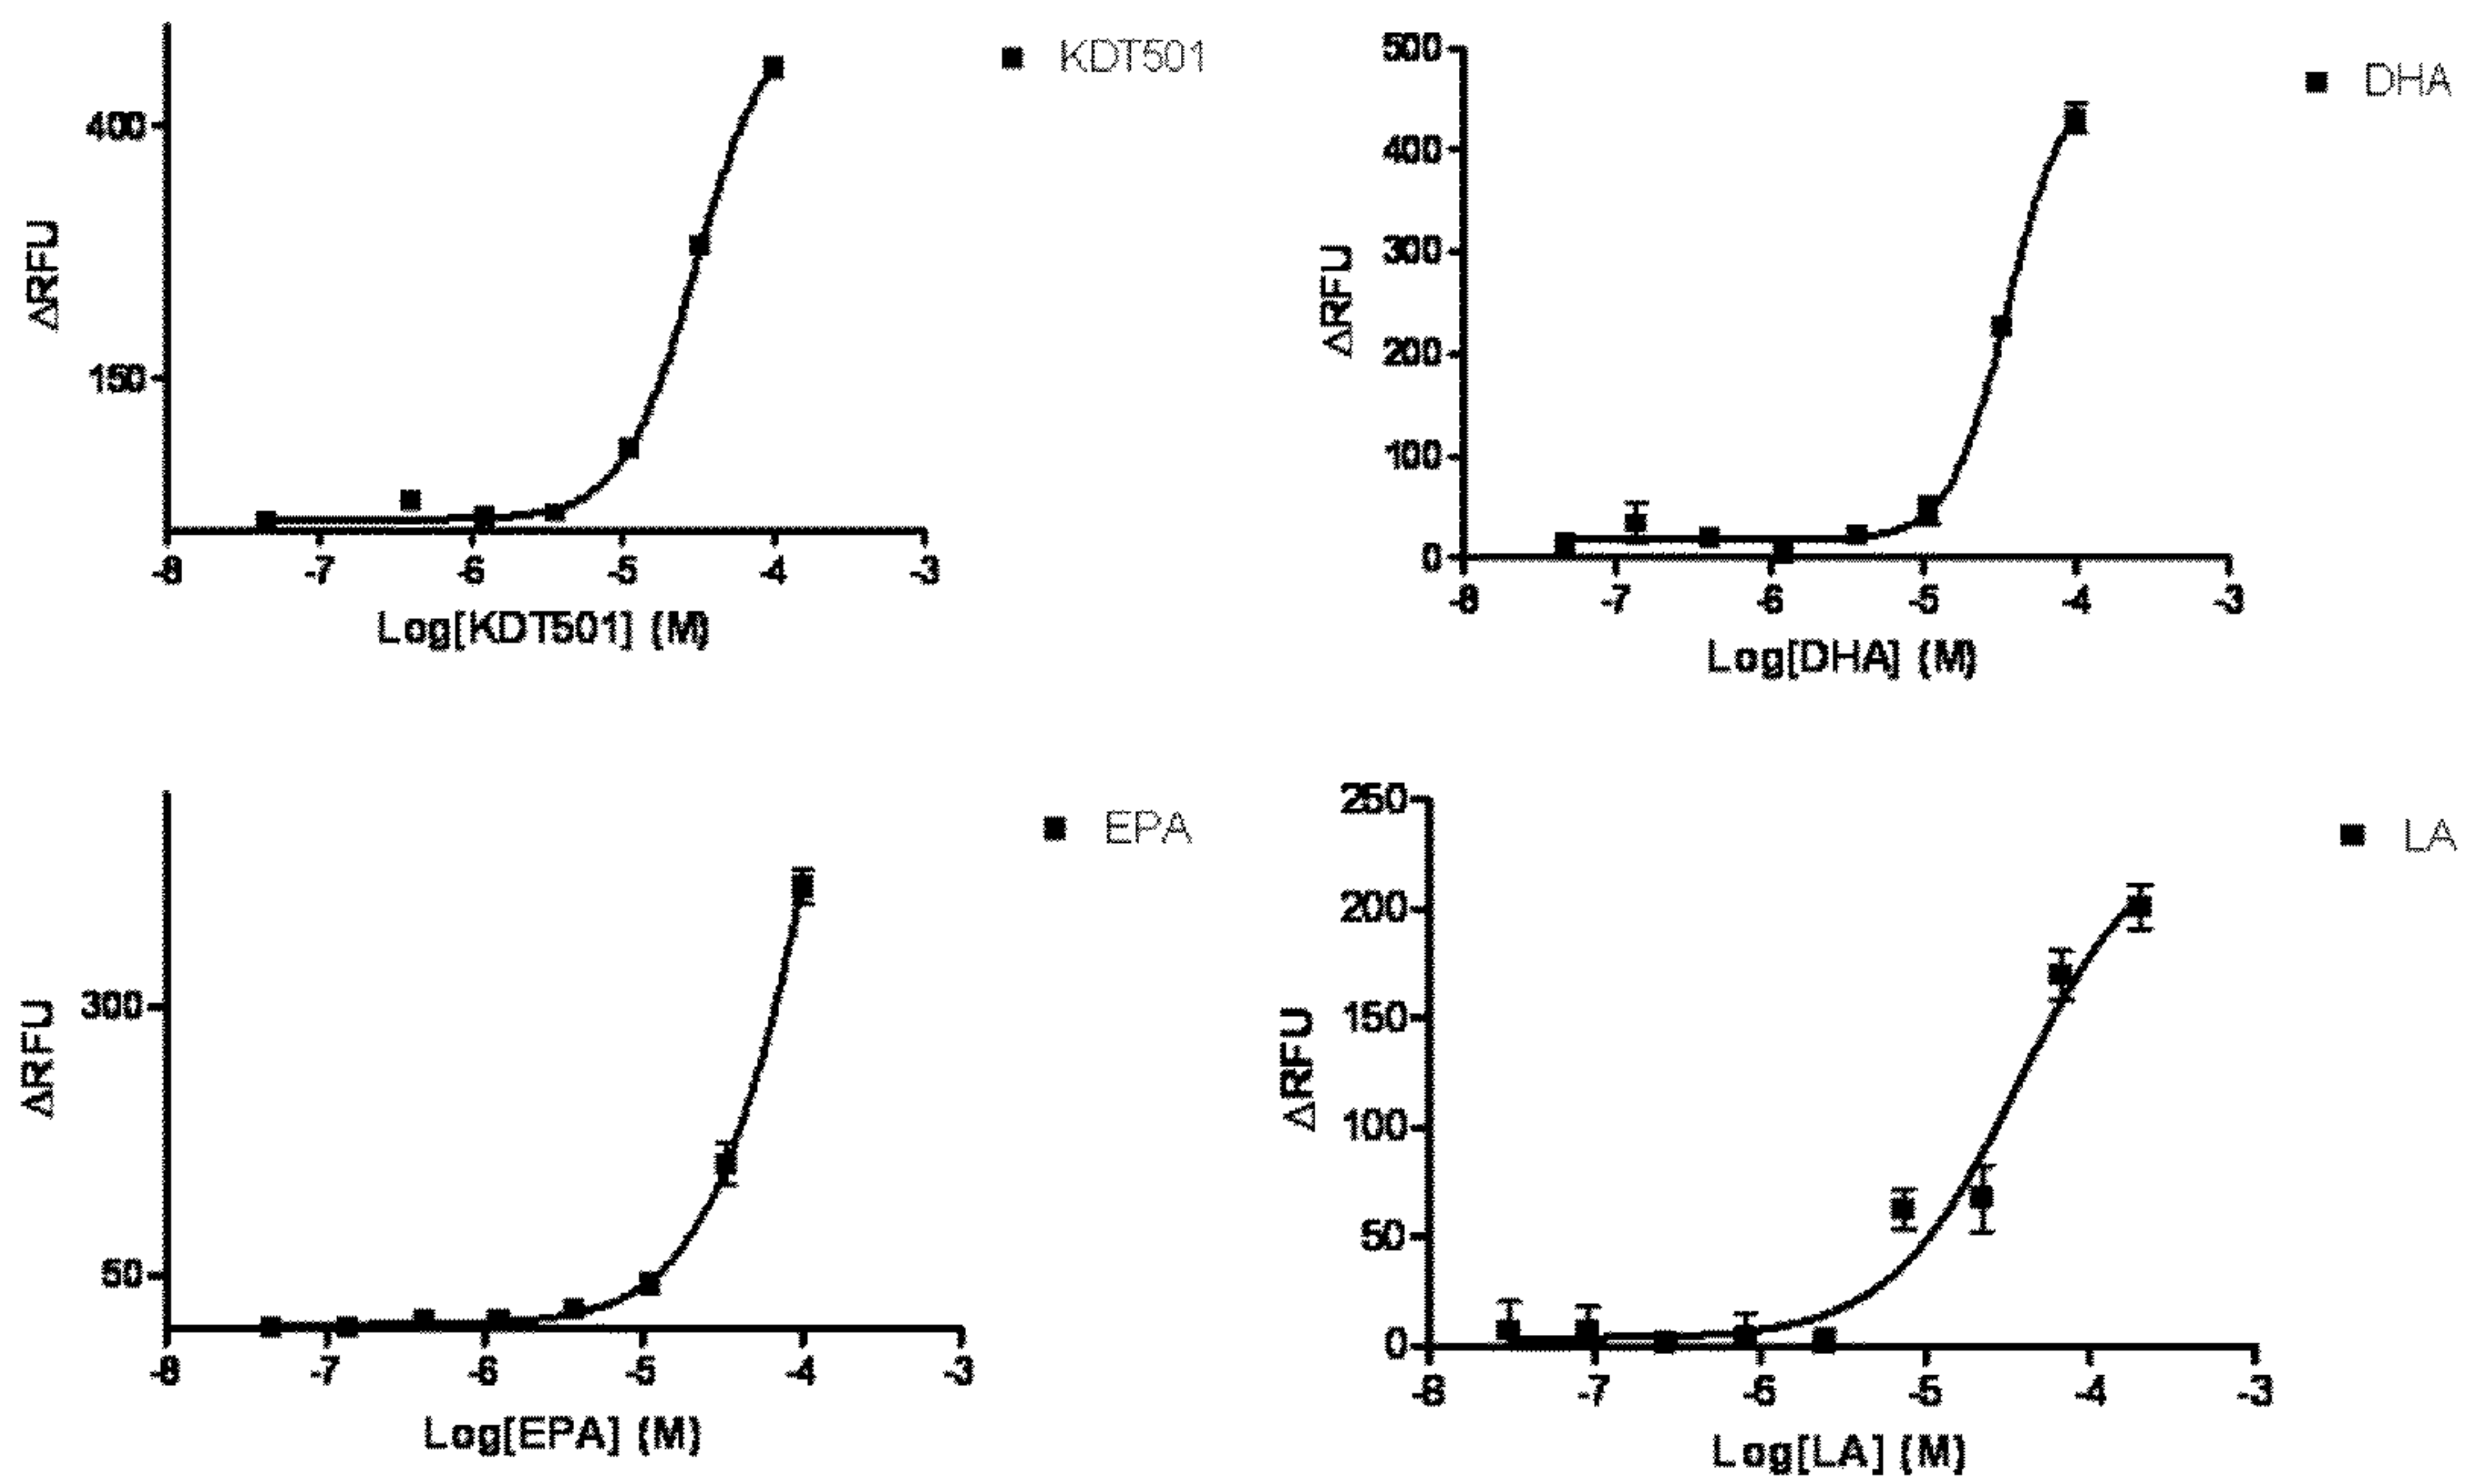 KDT501
400
150
ΔRFU
-8 -7 -6 -5 -4 -3
Log[KDT501] (M)
DHA
500
400
300
200
100
0
ΔRFU
-8 -7 -6 -5 -4 -3
Log[DHA] (M)
EPA
300
50
ΔRFU
-8 -7 -6 -5 -4 -3
Log[EPA] (M)
LA
250
200
150
100
50
0
ΔRFU
-8 -7 -6 -5 -4 -3
Log[LA] (M)